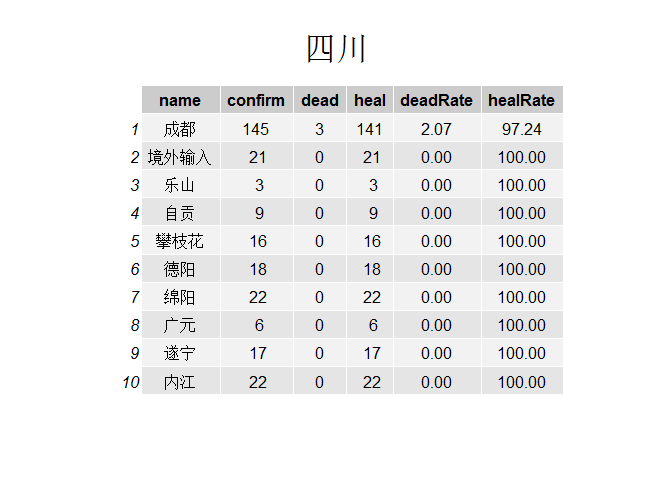 四川
name confirm dead heal deadRate healRate
1 成都 145 3 141 2.07 97.24
2 境外输入 21 0 21 0.00 100.00
3 乐山 3 0 3 0.00 100.00
4 自贡 9 0 9 0.00 100.00
5 攀枝花 16 0 16 0.00 100.00
6 德阳 18 0 18 0.00 100.00
7 绵阳 22 0 22 0.00 100.00
8 广元 6 0 6 0.00 100.00
9 遂宁 17 0 17 0.00 100.00
10 内江 22 0 22 0.00 100.00